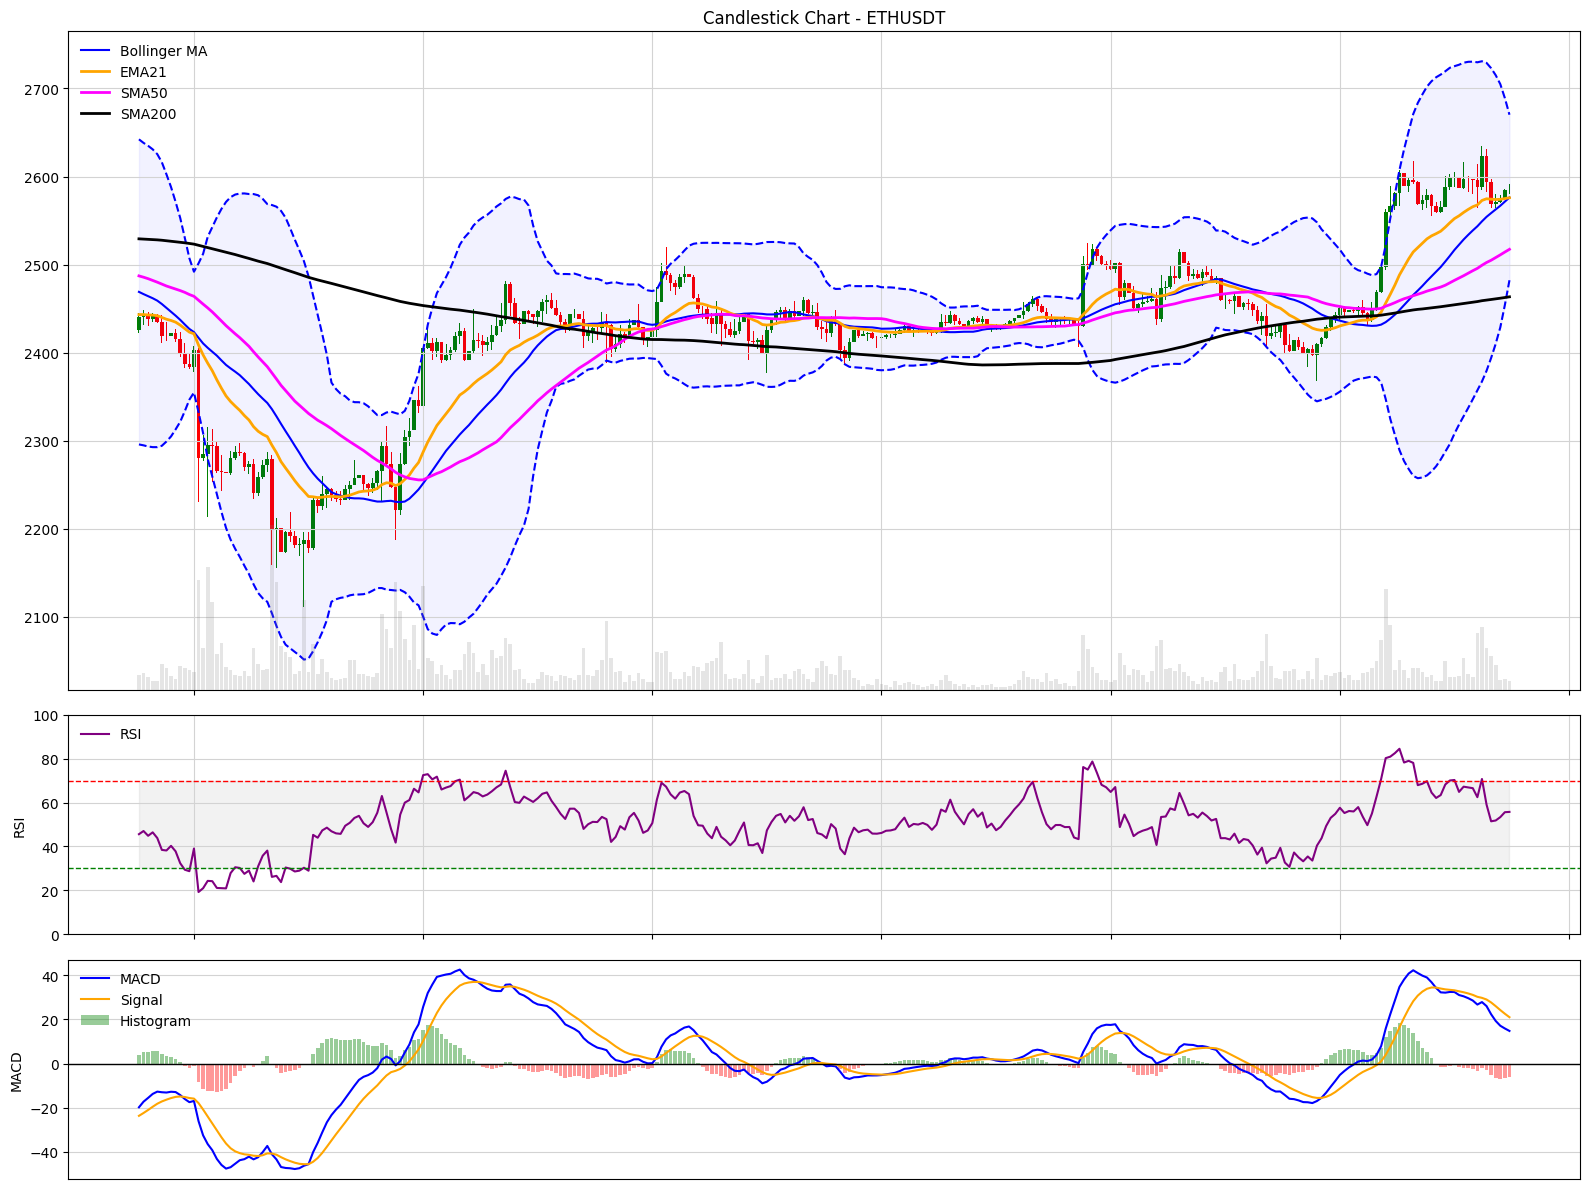 Candlestick Chart - ETHUSDT
Bollinger MA
EMA21
SMA50
SMA200
2700
2600
2500
2400
2300
2200
2100
RSI
RSI
100
80
60
40
20
0
MACD
Signal
Histogram
MACD
40
20
0
−20
−40